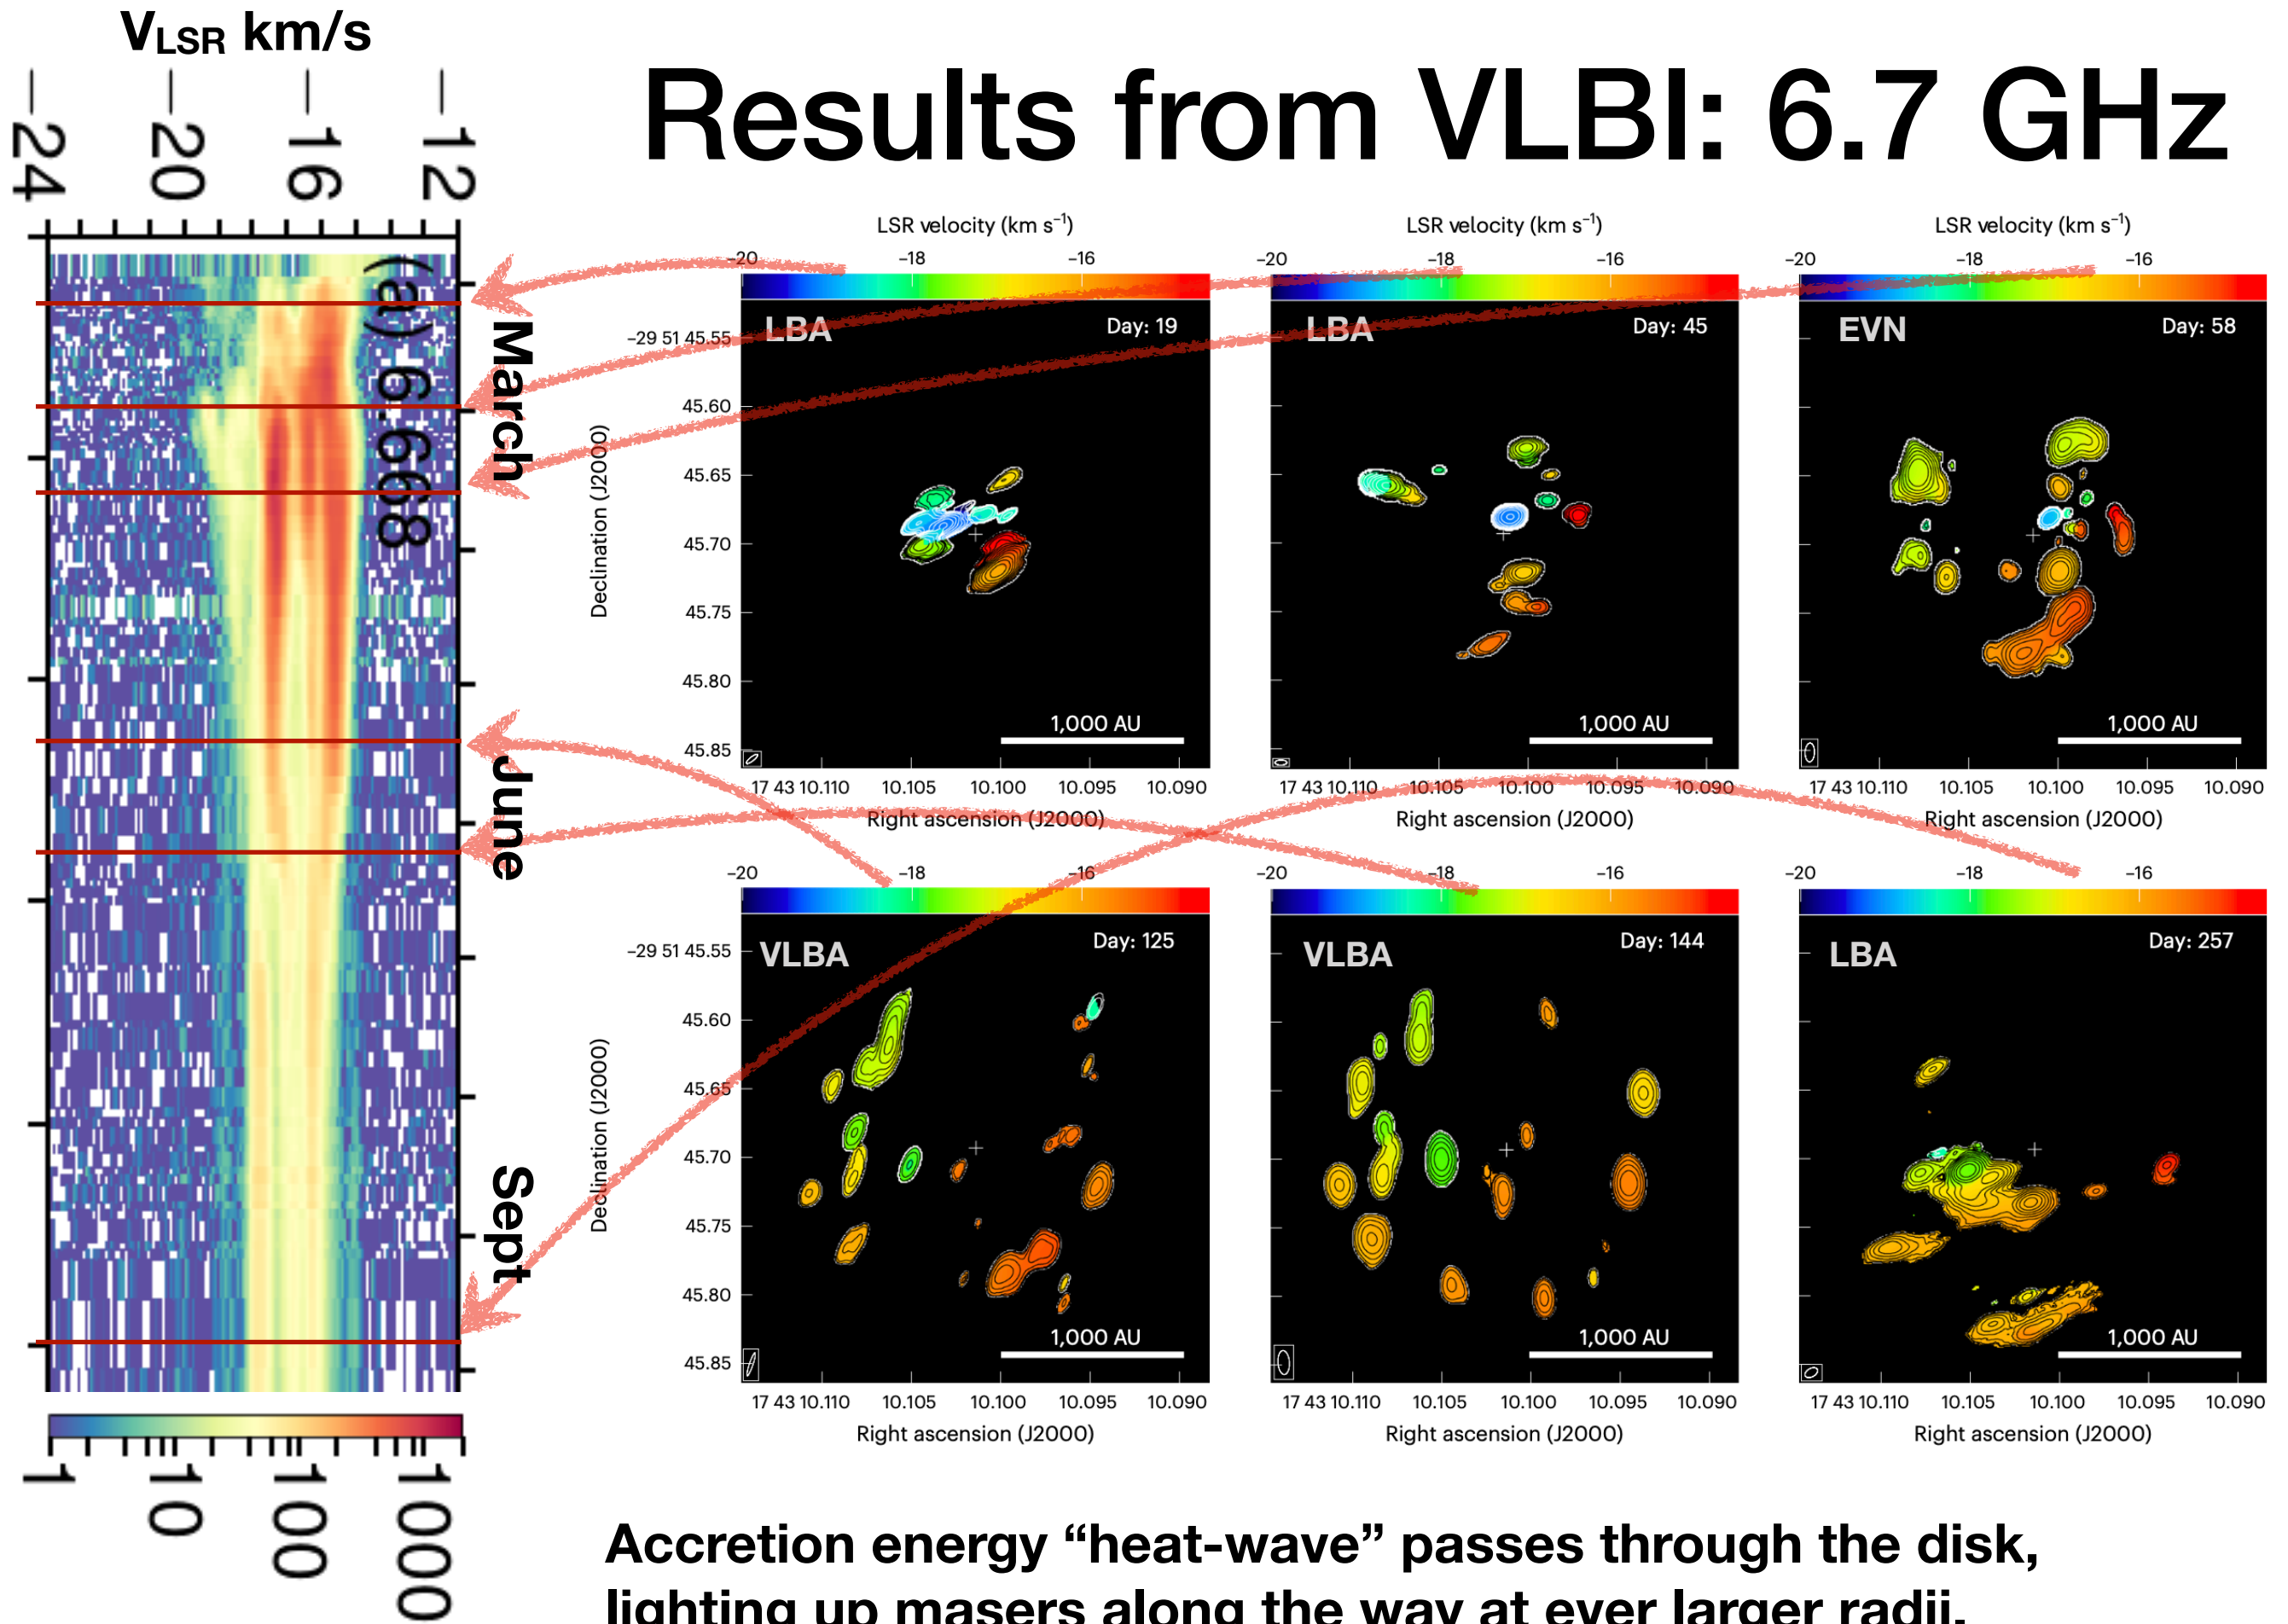 Results from VLBI: 6.7 GHz
VLSR km/s
−24
−20
−16
−12
(a) 6.668
March
June
Sept
1
10
100
1000
LSR velocity (km s−1)
−20 −18 −16
LBA
Day: 19
1,000 AU
Declination (J2000)
−29 51 45.55
45.60
45.65
45.70
45.75
45.80
45.85
17 43 10.110 10.105 10.100 10.095 10.090
Right ascension (J2000)
LSR velocity (km s−1)
−20 −18 −16
LBA
Day: 45
1,000 AU
17 43 10.110 10.105 10.100 10.095 10.090
Right ascension (J2000)
LSR velocity (km s−1)
−20 −18 −16
EVN
Day: 58
1,000 AU
17 43 10.110 10.105 10.100 10.095 10.090
Right ascension (J2000)
−20 −18 −16
VLBA
Day: 125
1,000 AU
Declination (J2000)
−29 51 45.55
45.60
45.65
45.70
45.75
45.80
45.85
17 43 10.110 10.105 10.100 10.095 10.090
Right ascension (J2000)
−20 −18 −16
VLBA
Day: 144
1,000 AU
17 43 10.110 10.105 10.100 10.095 10.090
Right ascension (J2000)
−20 −18 −16
LBA
Day: 257
1,000 AU
17 43 10.110 10.105 10.100 10.095 10.090
Right ascension (J2000)
Accretion energy “heat-wave” passes through the disk,
lighting up masers along the way at ever larger radii.